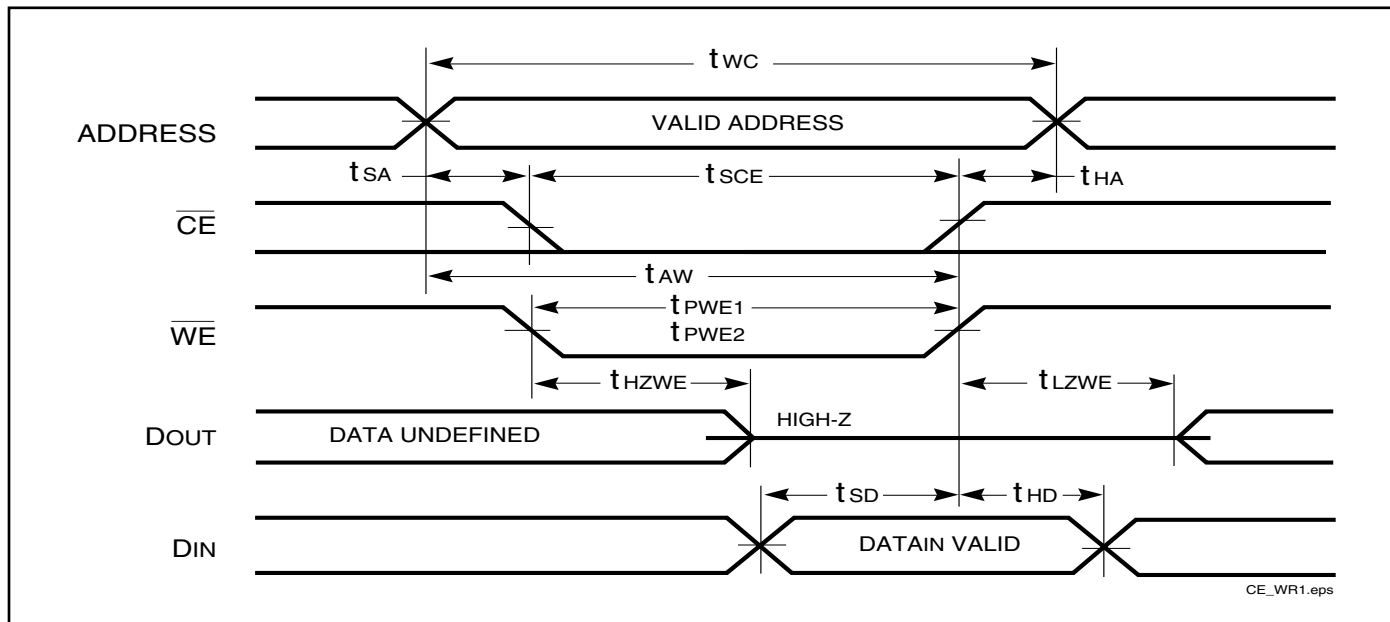 tWC
ADDRESS
VALID ADDRESS
tSA
tSCE
tHA
CE
tAW
tPWE1
WE
tPWE2
tHZWE
tLZWE
DOUT
DATA UNDEFINED
HIGH-Z
tSD
tHD
DIN
DATAIN VALID
CE_WR1.eps